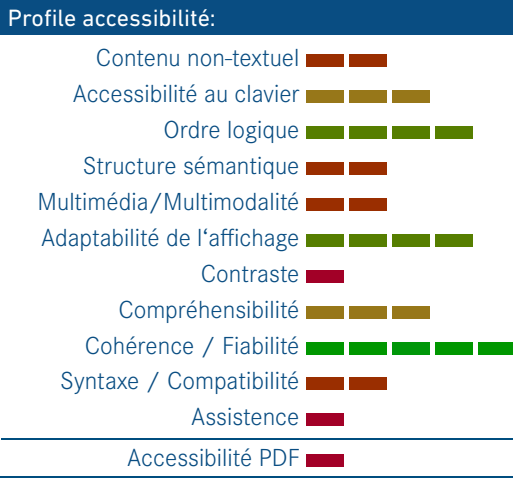 Profile accessibilité:
Contenu non-textuel
Accessibilité au clavier
Ordre logique
Structure sémantique
Multimédia/Multimodalité
Adaptabilité de l‘affichage
Contraste
Compréhensibilité
Cohérence / Fiabilité
Syntaxe / Compatibilité
Assistence
Accessibilité PDF